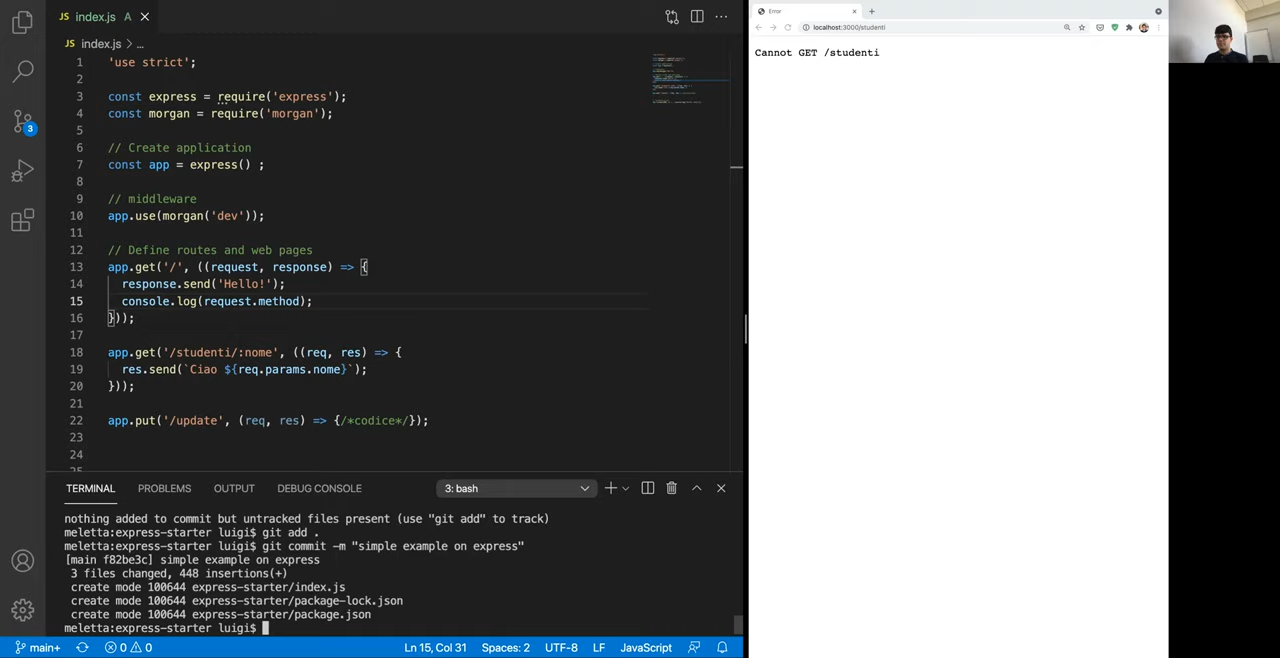 JS index.js A
JS index.js > ...
1 'use strict';
2
3 const express = require('express');
4 const morgan = require('morgan');
5
6 // Create application
7 const app = express() ;
8
9 // middleware
10 app.use(morgan('dev'));
11
12 // Define routes and web pages
13 app.get('/', ((request, response) => {
14 response.send('Hello!');
15 console.log(request.method);
16 }));
17
18 app.get('/studenti/:nome', ((req, res) => {
19 res.send(`Ciao ${req.params.nome}`);
20 }));
21
22 app.put('/update', (req, res) => {/*codice*/});
23
24
25
3
TERMINAL PROBLEMS OUTPUT DEBUG CONSOLE 3: bash
nothing added to commit but untracked files present (use "git add" to track)
meletta:express-starter luigi$ git add .
meletta:express-starter luigi$ git commit -m "simple example on express"
[main f82be3c] simple example on express
3 files changed, 448 insertions(+)
create mode 100644 express-starter/index.js
create mode 100644 express-starter/package-lock.json
create mode 100644 express-starter/package.json
meletta:express-starter luigi$
main+ 0 0 Ln 15, Col 31 Spaces: 2 UTF-8 LF JavaScript
Error
localhost:3000/studenti
Cannot GET /studenti